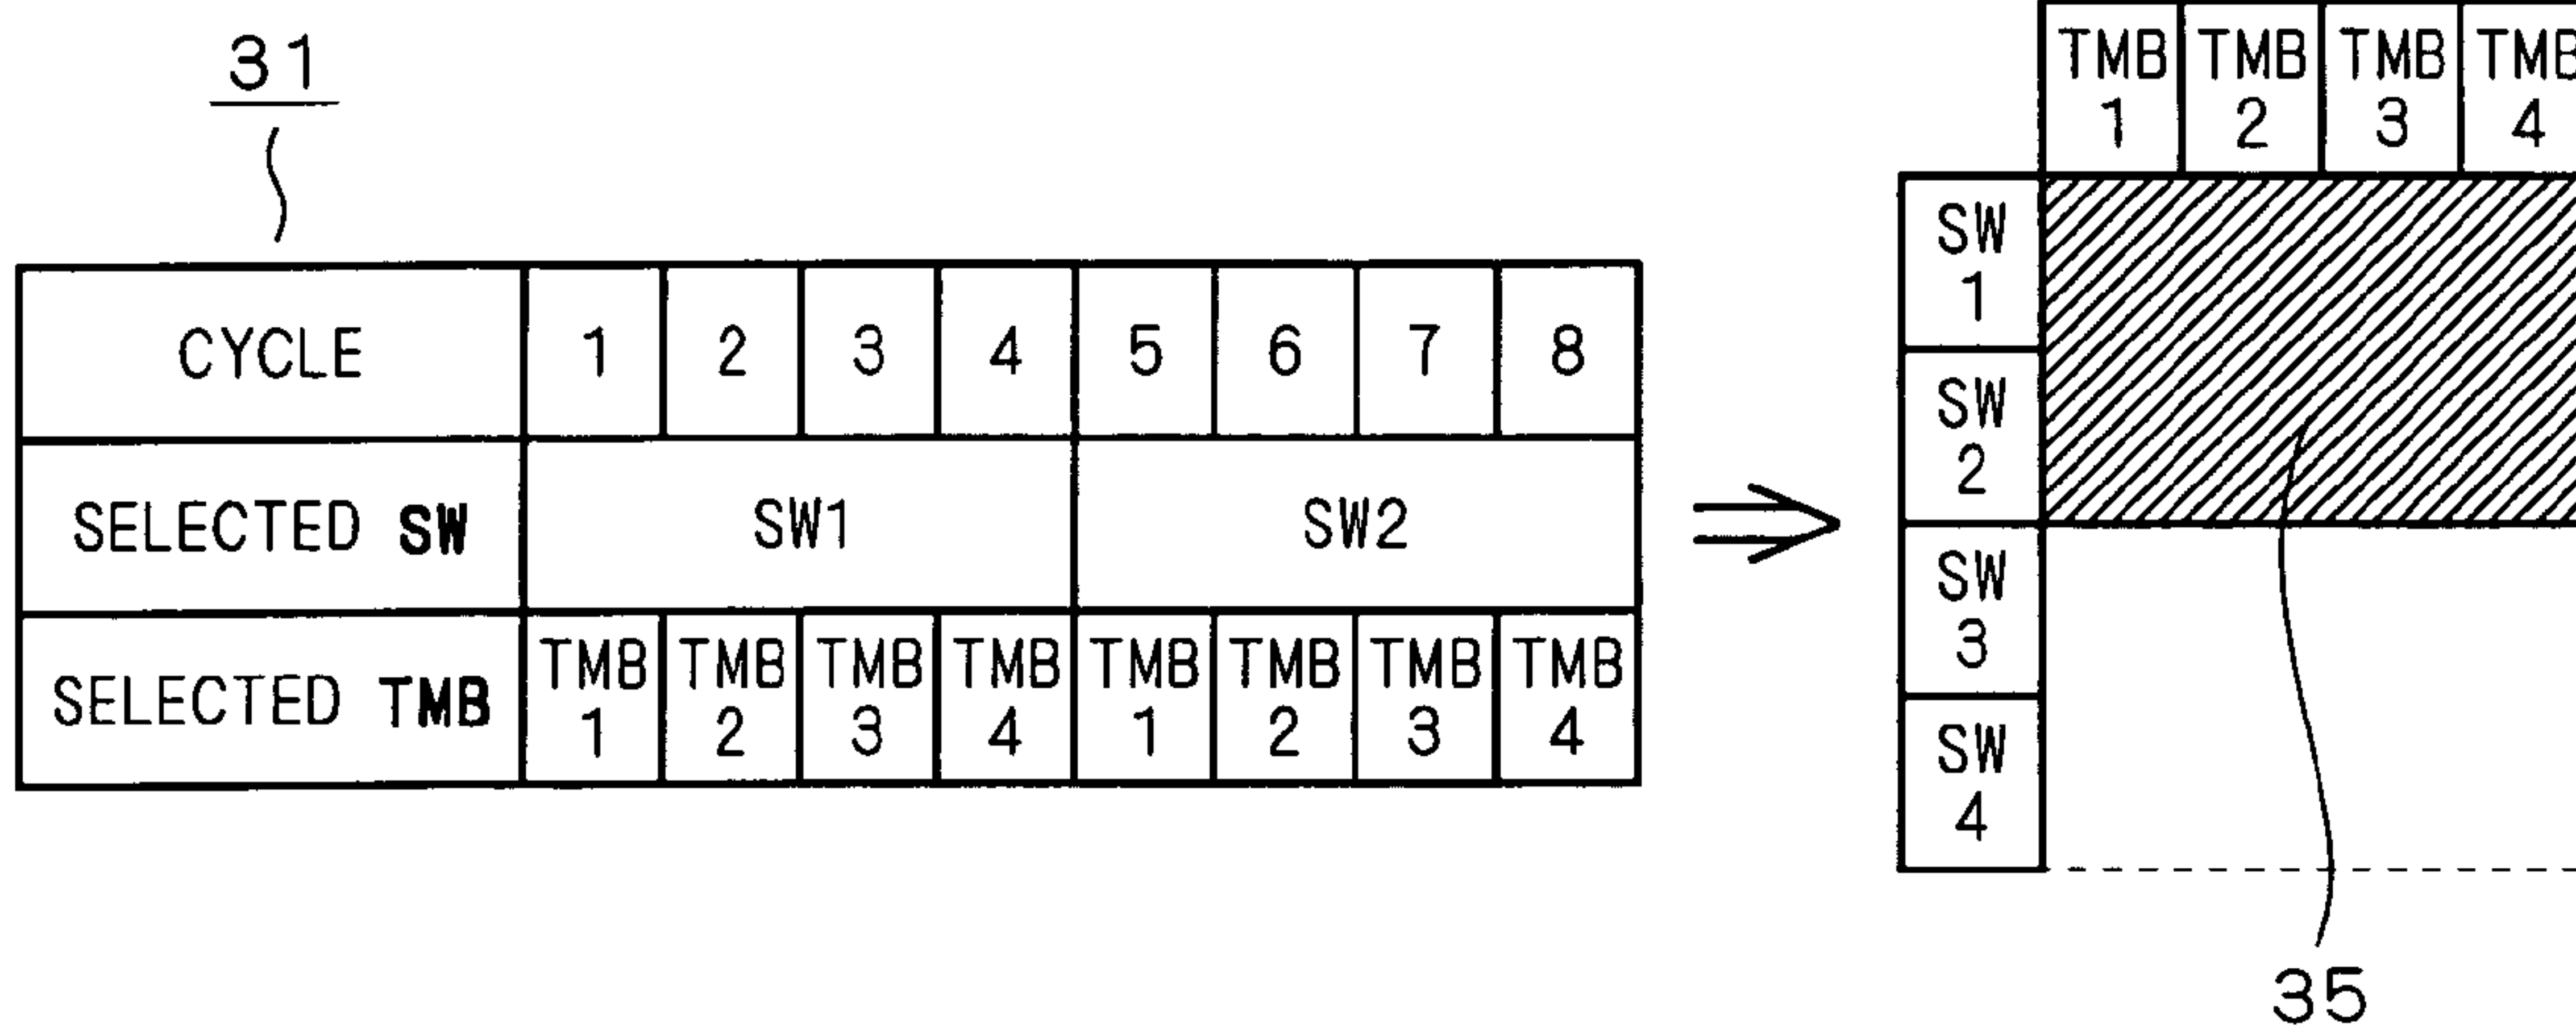 31
CYCLE 1 2 3 4 5 6 7 8
SELECTED SW SW1 SW2
SELECTED TMB TMB 1 TMB 2 TMB 3 TMB 4 TMB 1 TMB 2 TMB 3 TMB 4
TMB 1 TMB 2 TMB 3 TMB 4
SW 1
SW 2
SW 3
SW 4
35